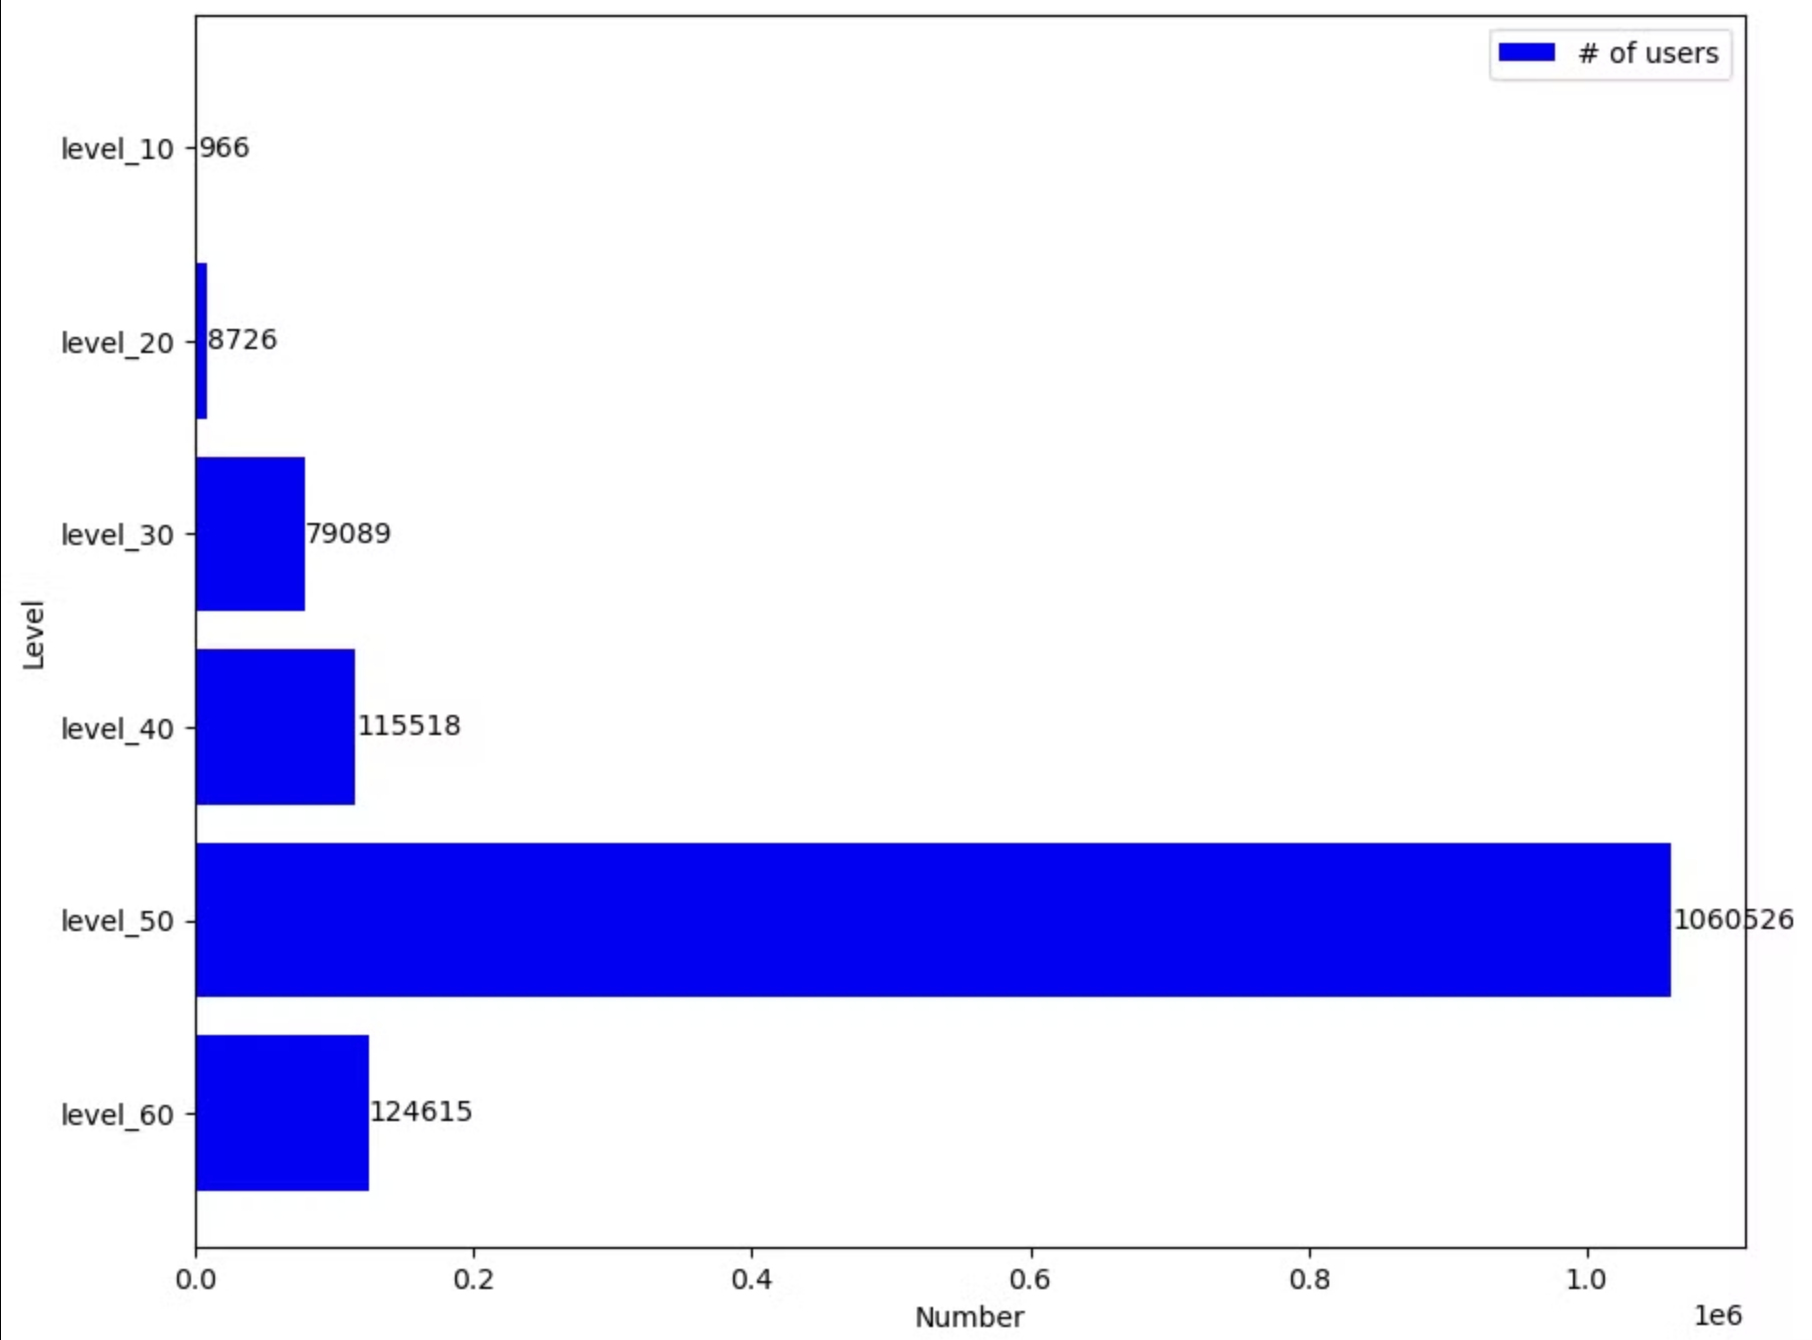 # of users
level_10 966
level_20 8726
level_30 79089
level_40 115518
level_50 1060526
level_60 124615
Level
0.0 0.2 0.4 0.6 0.8 1.0
Number
1e6